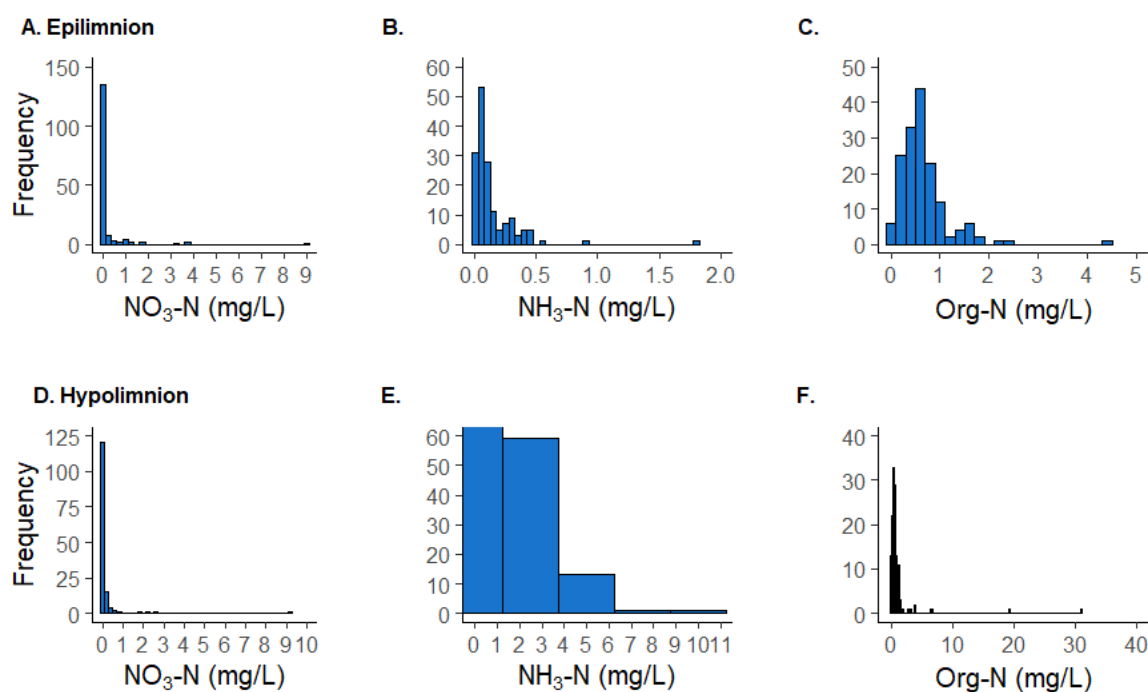 A. Epilimnion
B.
C.
150
100
50
0
Frequency
0 1 2 3 4 5 6 7 8 9
NO₃-N (mg/L)
60
50
40
30
20
10
0
0.0 0.5 1.0 1.5 2.0
NH₃-N (mg/L)
50
40
30
20
10
0
0 1 2 3 4 5
Org-N (mg/L)
D. Hypolimnion
E.
F.
125
100
75
50
25
0
Frequency
0 1 2 3 4 5 6 7 8 9 10
NO₃-N (mg/L)
60
50
40
30
20
10
0
0 1 2 3 4 5 6 7 8 9 10 11
NH₃-N (mg/L)
40
30
20
10
0
0 10 20 30 40
Org-N (mg/L)